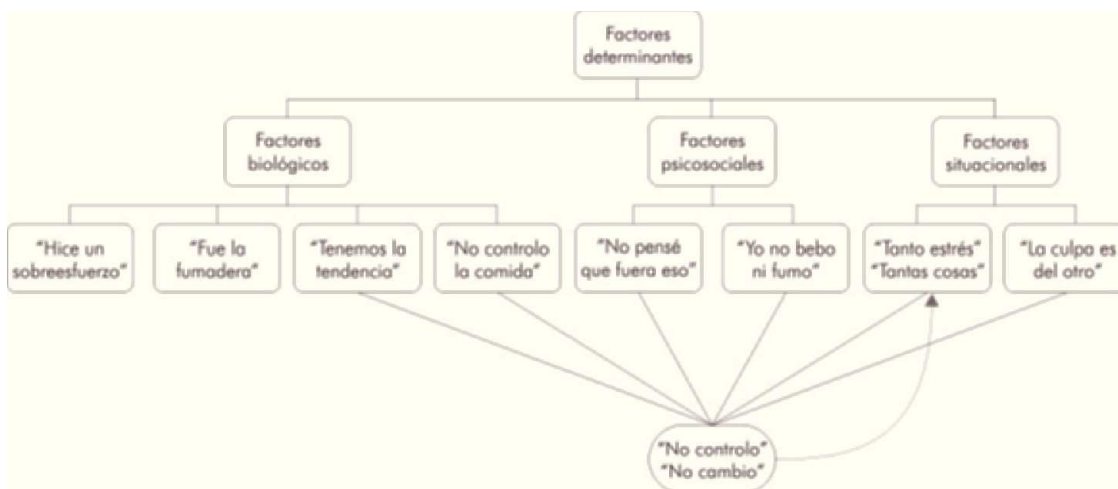 Factores
determinantes
Factores
biológicos
Factores
psicosociales
Factores
situacionales
“Hice un
sobreesfuerzo”
“Fue la
fumadera”
“Tenemos la
tendencia”
“No controlo
la comida”
“No pensé
que fuera eso”
“Yo no bebo
ni fumo”
“Tanto estrés”
“Tantas cosas”
“La culpa es
del otro”
“No controlo”
“No cambio”